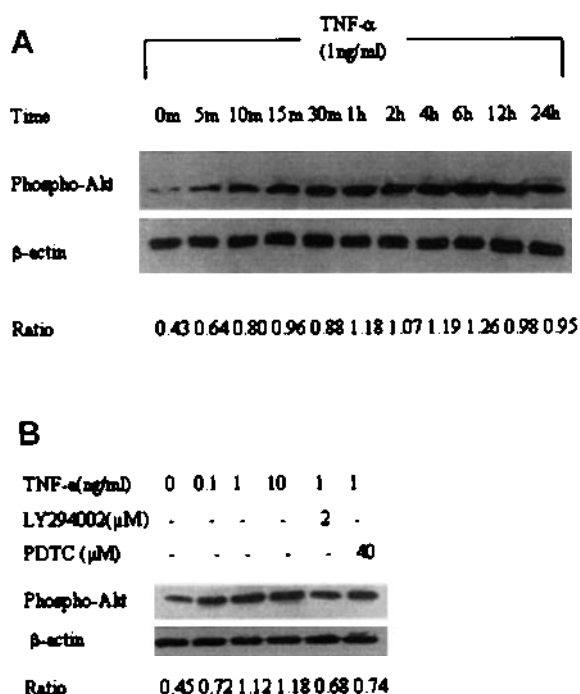 A
TNF-α
(1ng/ml)
Time 0m 5m 10m 15m 30m 1h 2h 4h 6h 12h 24h
Phospho-Akt
β-actin
Ratio 0.43 0.64 0.80 0.96 0.88 1.18 1.07 1.19 1.26 0.98 0.95
B
TNF-α(ng/ml) 0 0.1 1 10 1 1
LY294002(μM) - - - - 2 -
PDTC (μM) - - - - - 40
Phospho-Akt
β-actin
Ratio 0.45 0.72 1.12 1.18 0.68 0.74